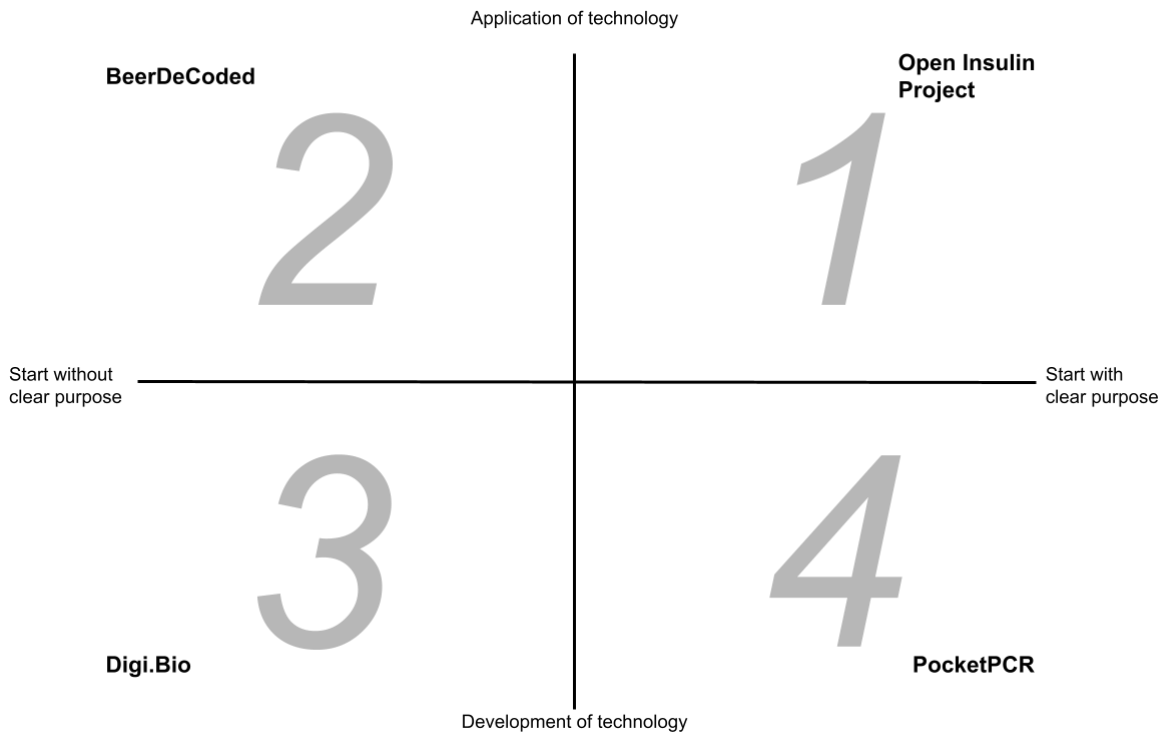 Application of technology
BeerDeCoded
Open Insulin
Project
2
1
Start without
clear purpose
Start with
clear purpose
3
4
Digi.Bio
PocketPCR
Development of technology